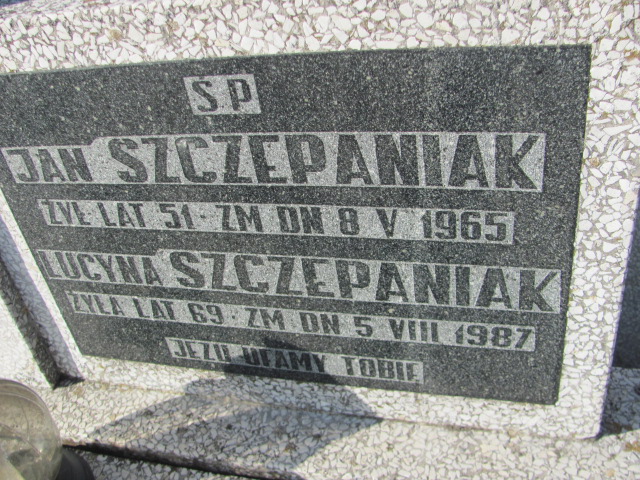 ŚP
JAN SZCZEPANIAK
ŻYŁ LAT 51 · ZM DN 8 V 1965
LUCYNA SZCZEPANIAK
ŻYŁA LAT 69 · ZM DN 5 VIII 1987
JEZU UFAMY TOBIE